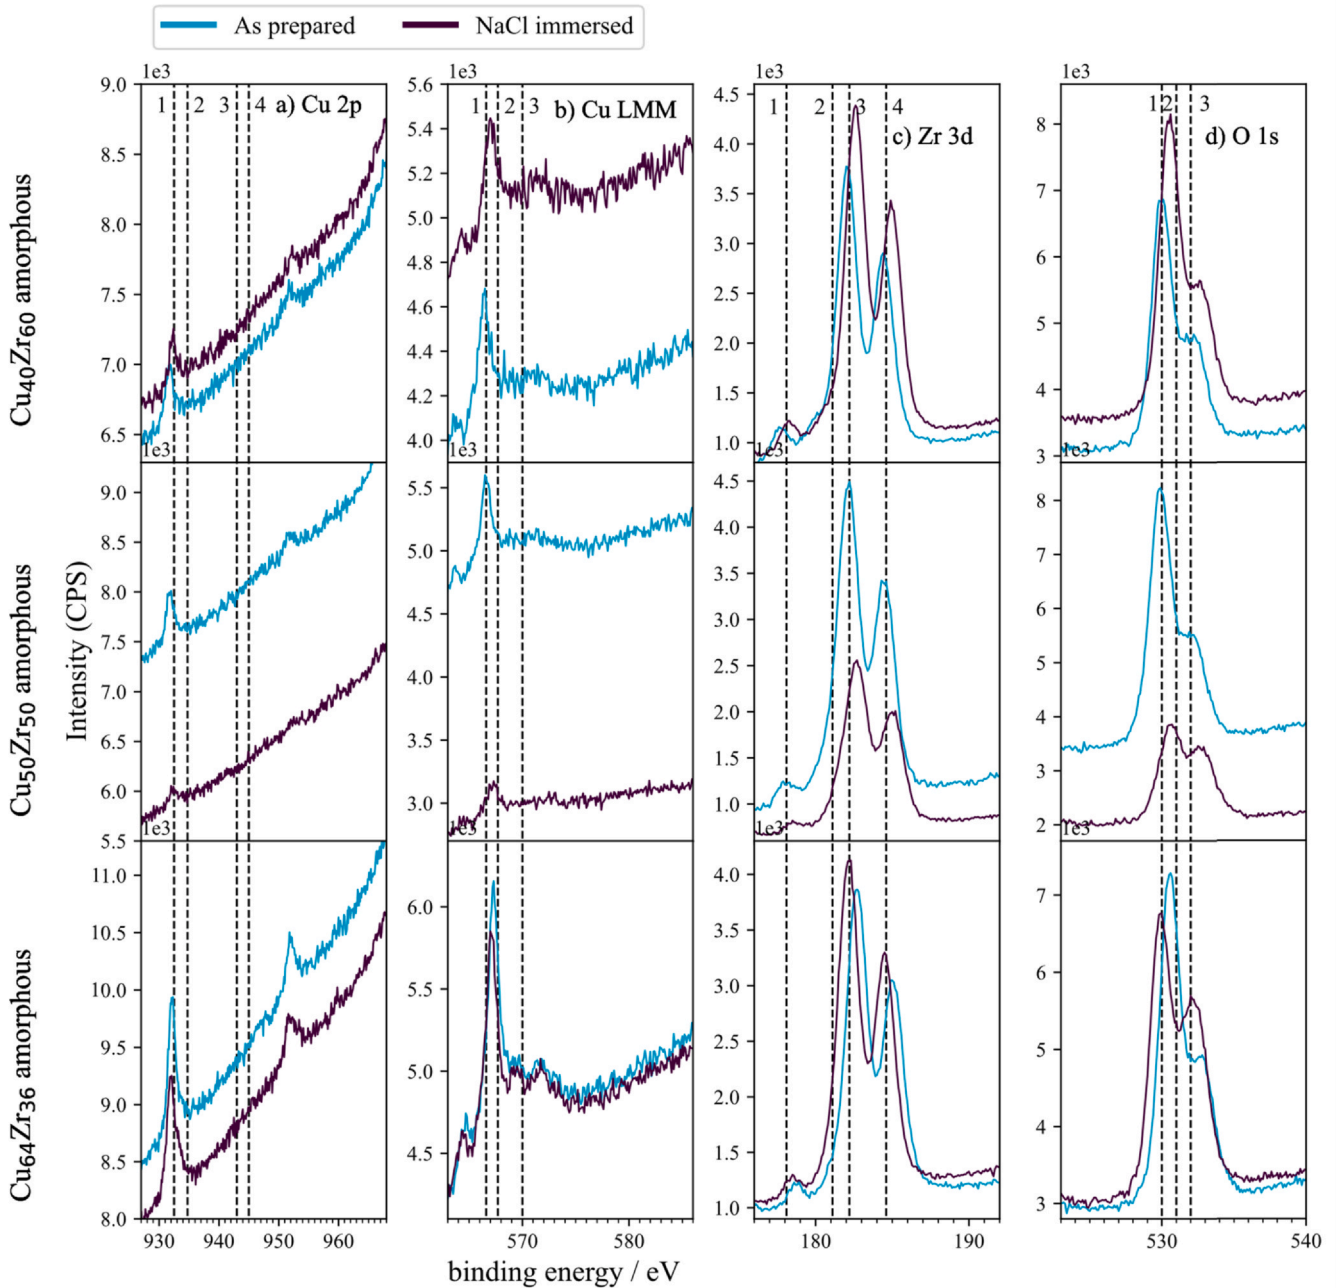 As prepared NaCl immersed
1e3 1e3 1e3 1e3
1 2 3 4 a) Cu 2p
1 2 3 b) Cu LMM
1 2 3 4 c) Zr 3d
1 2 3 d) O 1s
Cu40Zr60 amorphous
9.0 8.5 8.0 7.5 7.0 6.5
5.6 5.4 5.2 5.0 4.8 4.6 4.4 4.2 4.0
4.5 4.0 3.5 3.0 2.5 2.0 1.5 1.0
8 7 6 5 4 3
1e3 1e3 1e3 1e3
Intensity (CPS)
Cu50Zr50 amorphous
9.0 8.5 8.0 7.5 7.0 6.5 6.0 5.5
5.5 5.0 4.5 4.0 3.5 3.0
4.5 4.0 3.5 3.0 2.5 2.0 1.5 1.0
8 7 6 5 4 3 2
1e3 1e3 1e3 1e3
Cu64Zr36 amorphous
11.0 10.5 10.0 9.5 9.0 8.5 8.0
6.0 5.5 5.0 4.5
4.0 3.5 3.0 2.5 2.0 1.5 1.0
7 6 5 4 3
930 940 950 960 570 580 180 190 530 540
binding energy / eV